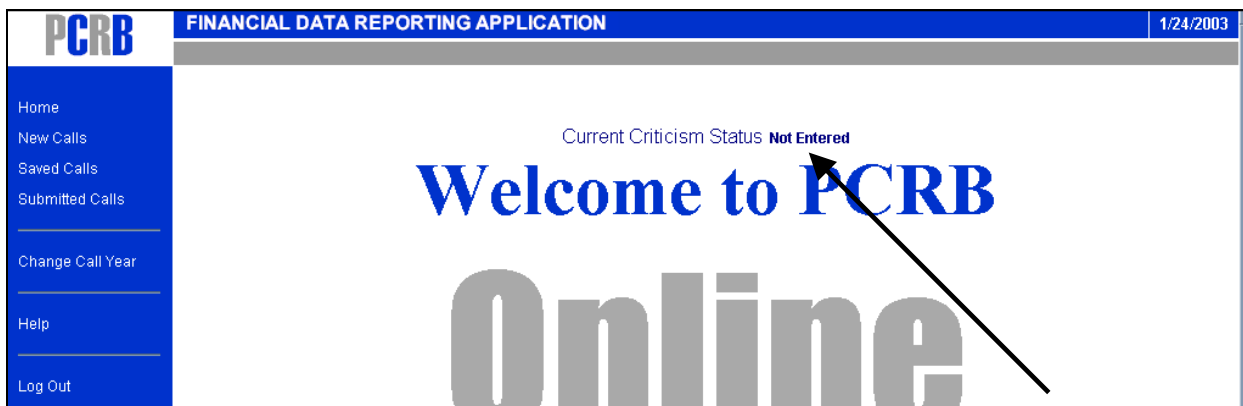 PCRB
FINANCIAL DATA REPORTING APPLICATION
1/24/2003
Home
New Calls
Saved Calls
Submitted Calls
Change Call Year
Help
Log Out
Current Criticism Status Not Entered
Welcome to PCRB
Online